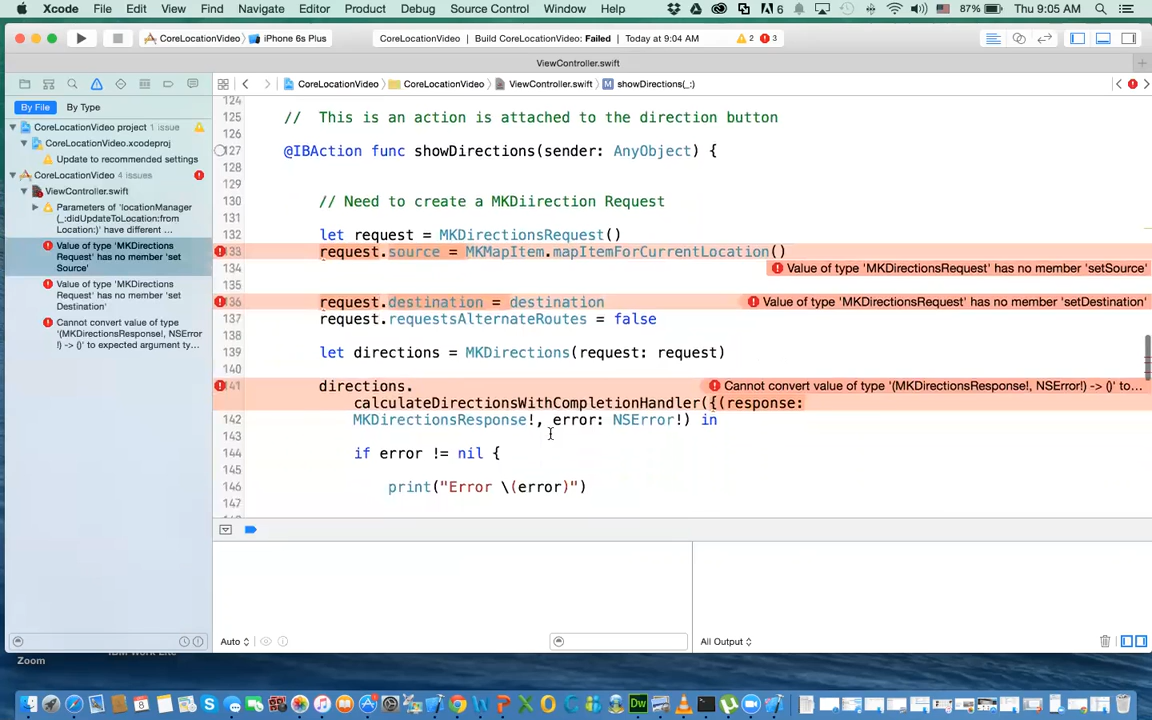 Xcode File Edit View Find Navigate Editor Product Debug Source Control Window Help 6 87% Thu 9:05 AM
CoreLocationVideo iPhone 6s Plus CoreLocationVideo | Build CoreLocationVideo: Failed | Today at 9:04 AM 2 3
ViewController.swift
CoreLocationVideo CoreLocationVideo ViewController.swift M showDirections(_:)
By File By Type
CoreLocationVideo project 1 issue
CoreLocationVideo.xcodeproj
Update to recommended settings
CoreLocationVideo 4 issues
ViewController.swift
Parameters of 'locationManager
(_:didUpdateToLocation:from
Location:)' have different ...
Value of type 'MKDirections
Request' has no member 'set
Source'
Value of type 'MKDirections
Request' has no member 'set
Destination'
Cannot convert value of type
'(MKDirectionsResponse!, NSError
!) -> ()' to expected argument ty...
124
125 // This is an action is attached to the direction button
126
127 @IBAction func showDirections(sender: AnyObject) {
128
129
130 // Need to create a MKDiirection Request
131
132 let request = MKDirectionsRequest()
133 request.source = MKMapItem.mapItemForCurrentLocation()
134 Value of type 'MKDirectionsRequest' has no member 'setSource'
135
136 request.destination = destination Value of type 'MKDirectionsRequest' has no member 'setDestination'
137 request.requestsAlternateRoutes = false
138
139 let directions = MKDirections(request: request)
140
141 directions. Cannot convert value of type '(MKDirectionsResponse!, NSError!) -> ()' to...
calculateDirectionsWithCompletionHandler({(response:
142 MKDirectionsResponse!, error: NSError!) in
143
144 if error != nil {
145
146 print("Error \(error)")
147
Auto All Output
Zoom